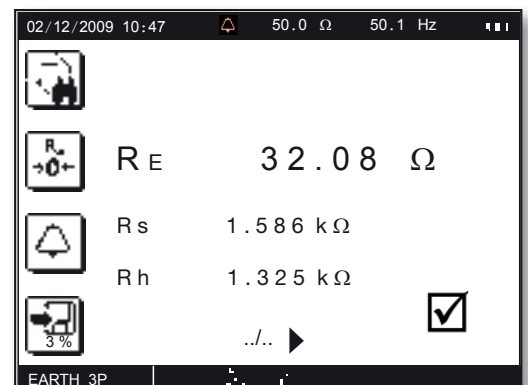 02/12/2009 10:47 50.0 Ω 50.1 Hz
R →0←
RE 32.08 Ω
Rs 1.586 kΩ
Rh 1.325 kΩ
3 %
../..
EARTH 3P